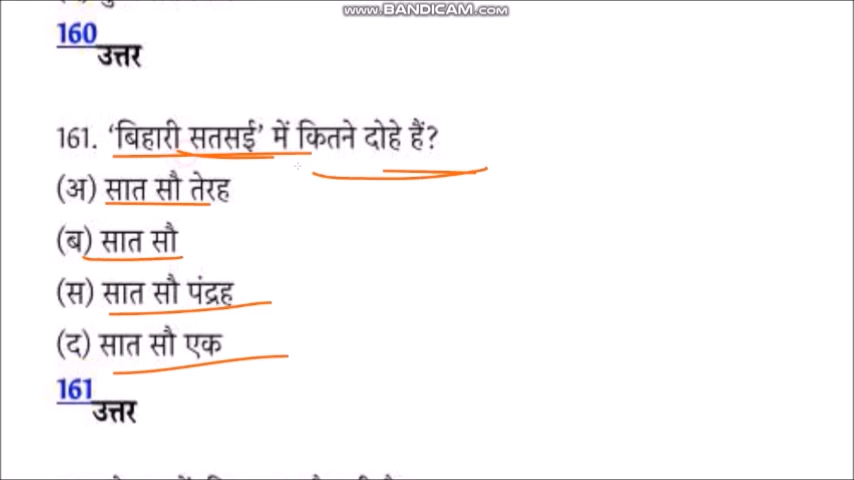 www.BANDICAM.com
160
उत्तर
161. ‘बिहारी सतसई’ में कितने दोहे हैं?
(अ) सात सौ तेरह
(ब) सात सौ
(स) सात सौ पंद्रह
(द) सात सौ एक
161
उत्तर